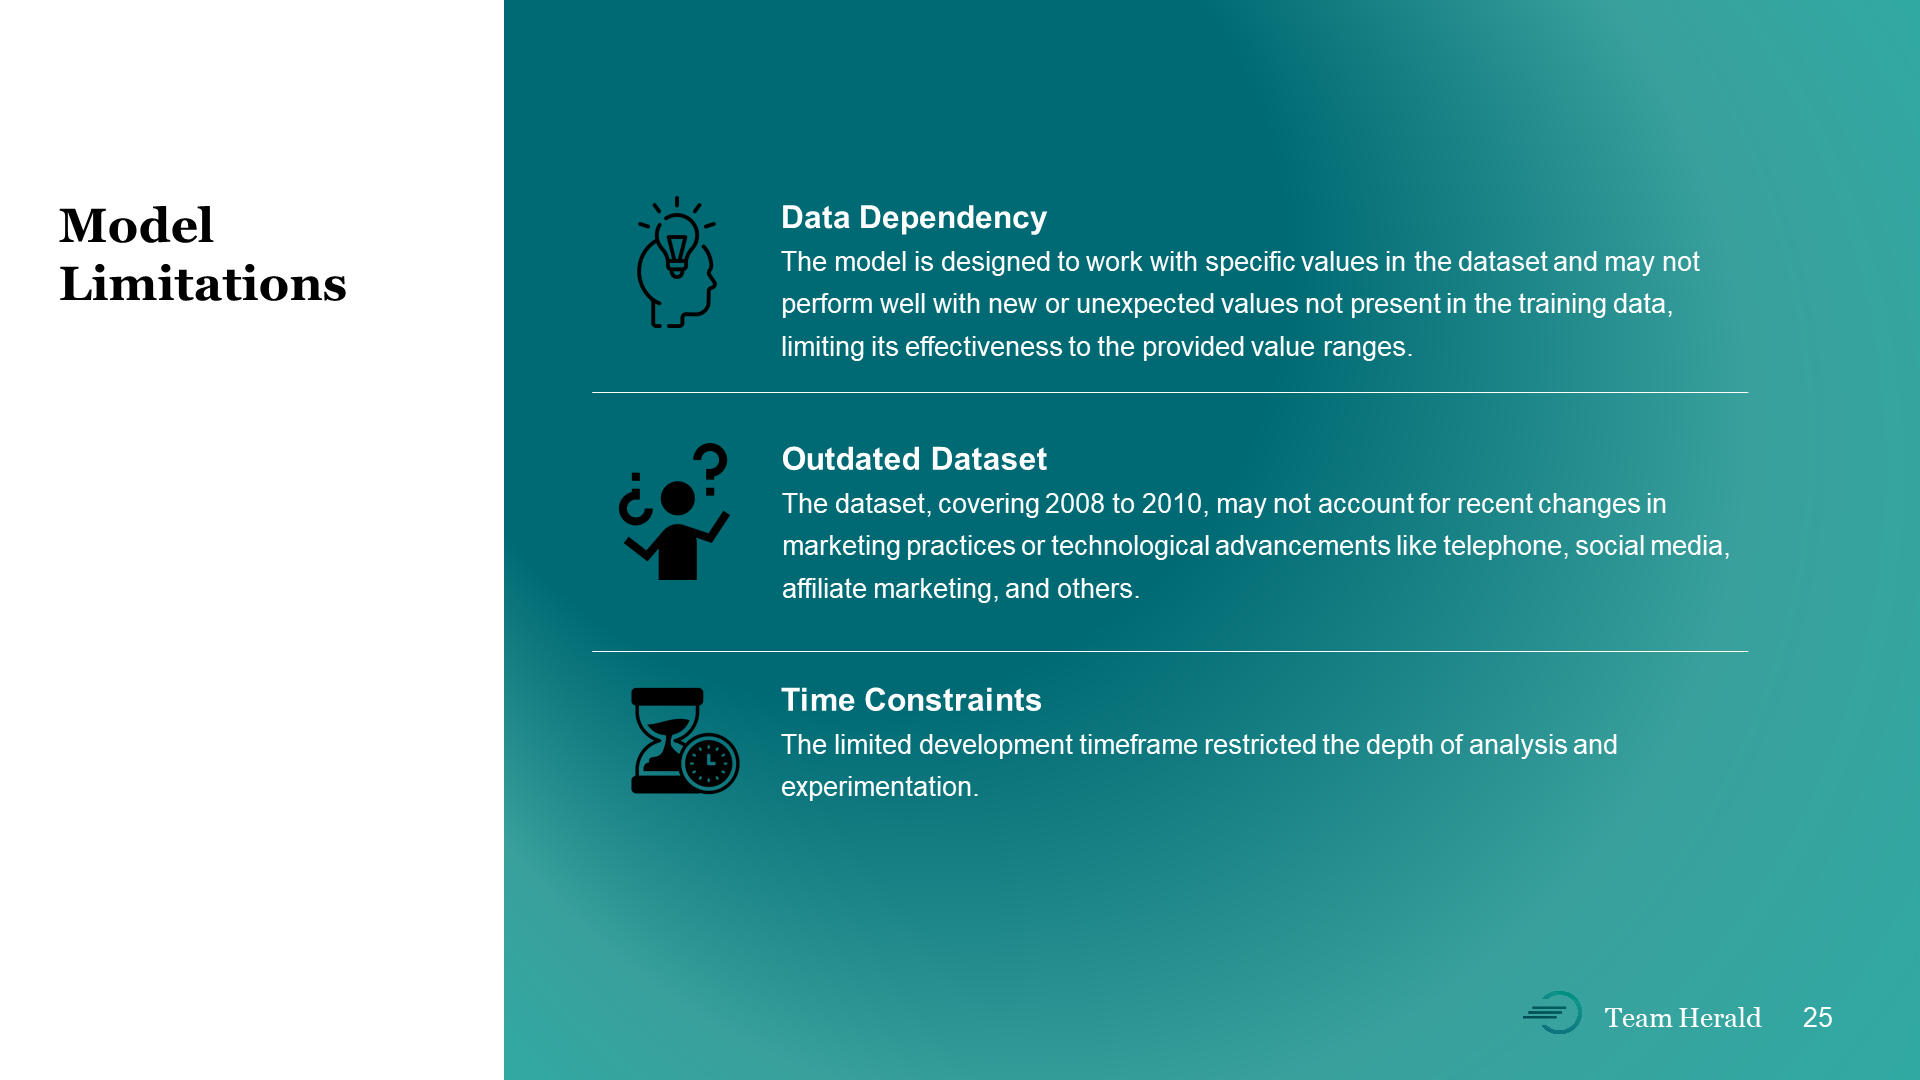 Model
Limitations
Data Dependency
The model is designed to work with specific values in the dataset and may not
perform well with new or unexpected values not present in the training data,
limiting its effectiveness to the provided value ranges.
Outdated Dataset
The dataset, covering 2008 to 2010, may not account for recent changes in
marketing practices or technological advancements like telephone, social media,
affiliate marketing, and others.
Time Constraints
The limited development timeframe restricted the depth of analysis and
experimentation.
Team Herald 25